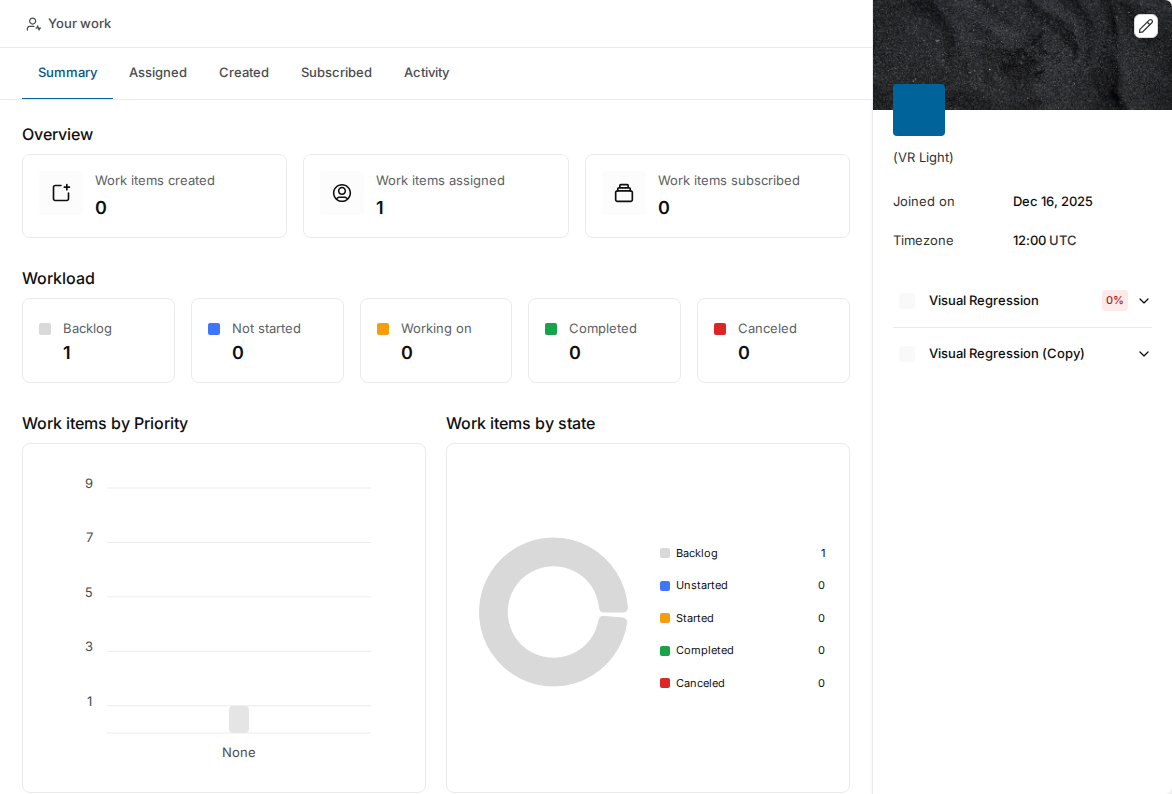 Your work
Summary Assigned Created Subscribed Activity
Overview
Work items created
0
Work items assigned
1
Work items subscribed
0
Workload
Backlog
1
Not started
0
Working on
0
Completed
0
Canceled
0
Work items by Priority
9
7
5
3
1
None
Work items by state
Backlog 1
Unstarted 0
Started 0
Completed 0
Canceled 0
(VR Light)
Joined on Dec 16, 2025
Timezone 12:00 UTC
Visual Regression 0%
Visual Regression (Copy)